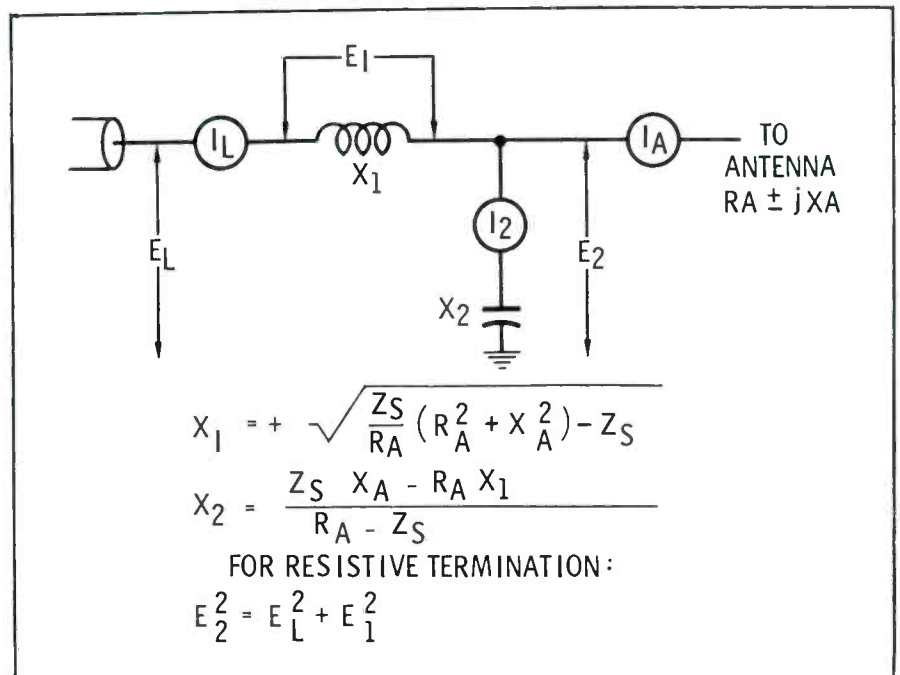 E1
IL
X1
IA
TO
ANTENNA
RA ± jXA
EL
I2
E2
X2
X1 = + √(ZS/RA (RA² + XA²) - ZS)
X2 = (ZS XA - RA X1)/(RA - ZS)
FOR RESISTIVE TERMINATION:
E2² = EL² + E1²